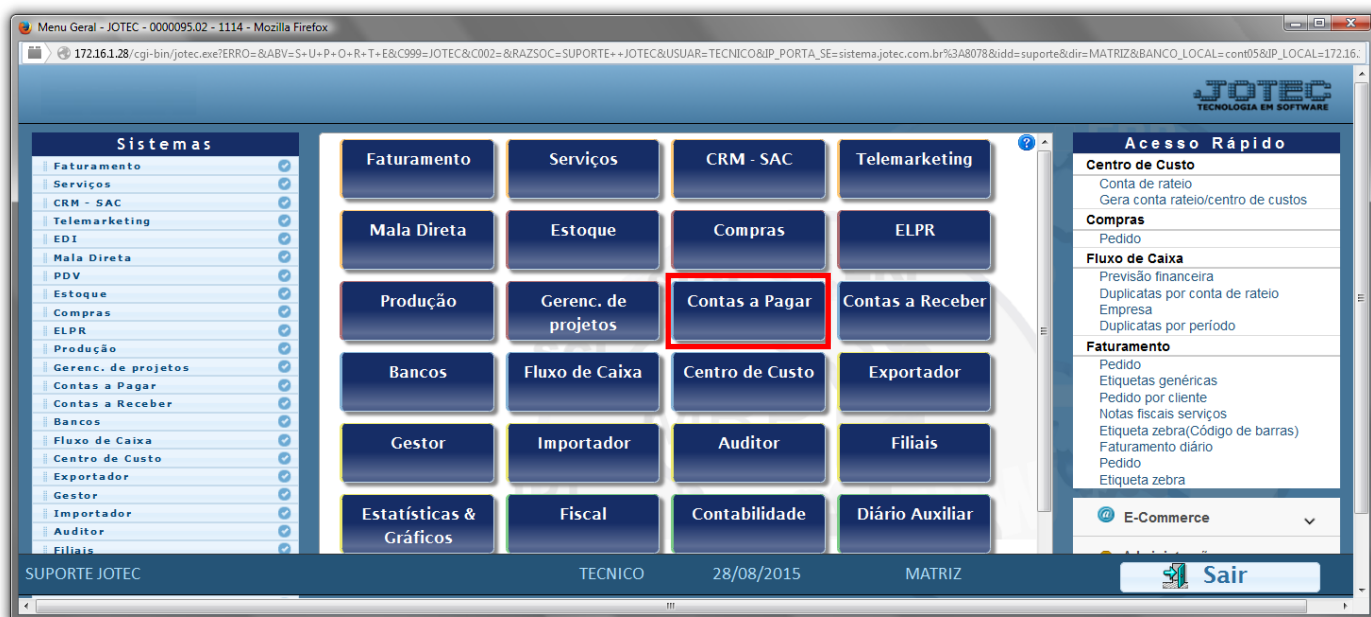 Menu Geral - JOTEC - 0000095.02 - 1114 - Mozilla Firefox
172.16.1.28/cgi-bin/jotec.exe?ERRO=&ABV=S+U+P+O+R+T+E&C999=JOTEC&C002=&RAZSOC=SUPORTE++JOTEC&USUAR=TECNICO&IP_PORTA_SE=sistema.jotec.com.br%3A8078&idd=suporte&dir=MATRIZ&BANCO_LOCAL=cont05&IP_LOCAL=172.16.
JOTEC
TECNOLOGIA EM SOFTWARE
Sistemas
Faturamento
Serviços
CRM - SAC
Telemarketing
EDI
Mala Direta
PDV
Estoque
Compras
ELPR
Produção
Gerenc. de projetos
Contas a Pagar
Contas a Receber
Bancos
Fluxo de Caixa
Centro de Custo
Exportador
Gestor
Importador
Auditor
Filiais
Faturamento
Serviços
CRM - SAC
Telemarketing
Mala Direta
Estoque
Compras
ELPR
Produção
Gerenc. de
projetos
Contas a Pagar
Contas a Receber
Bancos
Fluxo de Caixa
Centro de Custo
Exportador
Gestor
Importador
Auditor
Filiais
Estatísticas &
Gráficos
Fiscal
Contabilidade
Diário Auxiliar
Acesso Rápido
Centro de Custo
Conta de rateio
Gera conta rateio/centro de custos
Compras
Pedido
Fluxo de Caixa
Previsão financeira
Duplicatas por conta de rateio
Empresa
Duplicatas por período
Faturamento
Pedido
Etiquetas genéricas
Pedido por cliente
Notas fiscais serviços
Etiqueta zebra(Código de barras)
Faturamento diário
Pedido
Etiqueta zebra
E-Commerce
SUPORTE JOTEC
TECNICO
28/08/2015
MATRIZ
Sair